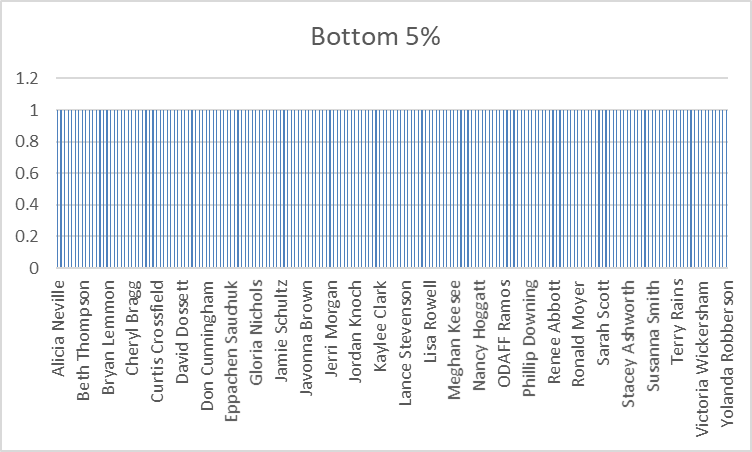 Bottom 5%
1.2
1
0.8
0.6
0.4
0.2
0
Alicia Neville
Beth Thompson
Bryan Lemmon
Cheryl Bragg
Curtis Crossfield
David Dossett
Don Cunningham
Eppachen Sauchuk
Gloria Nichols
Jamie Schultz
Javonna Brown
Jerri Morgan
Jordan Knoch
Kaylee Clark
Lance Stevenson
Lisa Rowell
Meghan Keesee
Nancy Hoggatt
ODAFF Ramos
Phillip Downing
Renee Abbott
Ronald Moyer
Sarah Scott
Stacey Ashworth
Susanna Smith
Terry Rains
Victoria Wickersham
Yolanda Robberson